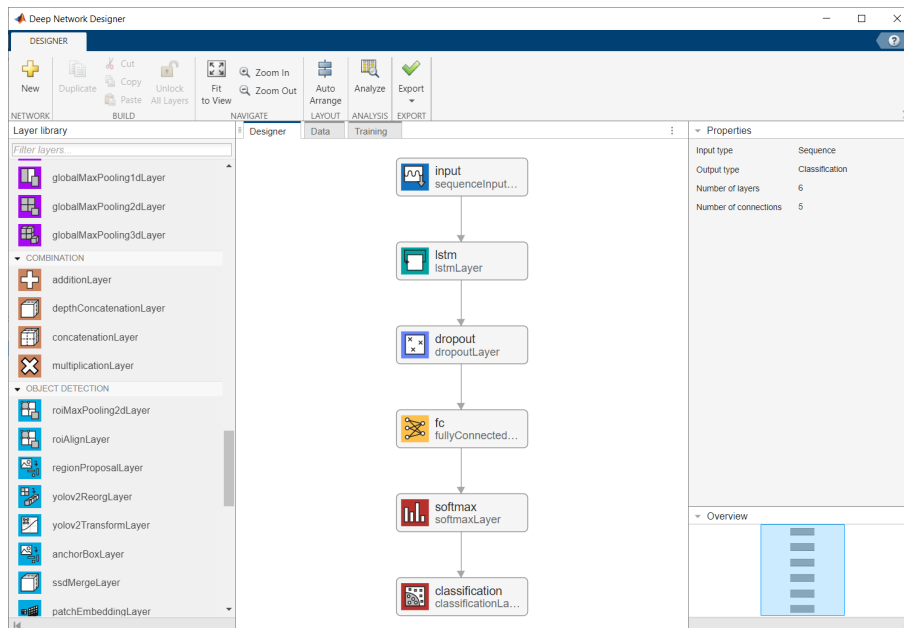 Deep Network Designer
DESIGNER
?
New
Duplicate
Cut
Copy
Paste
Unlock
All Layers
Fit
to View
Zoom In
Zoom Out
Auto
Arrange
Analyze
Export
NETWORK
BUILD
NAVIGATE
LAYOUT
ANALYSIS
EXPORT
Layer library
Filter layers...
globalMaxPooling1dLayer
globalMaxPooling2dLayer
globalMaxPooling3dLayer
COMBINATION
additionLayer
depthConcatenationLayer
concatenationLayer
multiplicationLayer
OBJECT DETECTION
roiMaxPooling2dLayer
roiAlignLayer
regionProposalLayer
yolov2ReorgLayer
yolov2TransformLayer
anchorBoxLayer
ssdMergeLayer
patchEmbeddingLayer
Designer
Data
Training
input
sequenceInput...
lstm
lstmLayer
dropout
dropoutLayer
fc
fullyConnected...
softmax
softmaxLayer
classification
classificationLa...
Properties
Input type Sequence
Output type Classification
Number of layers 6
Number of connections 5
Overview